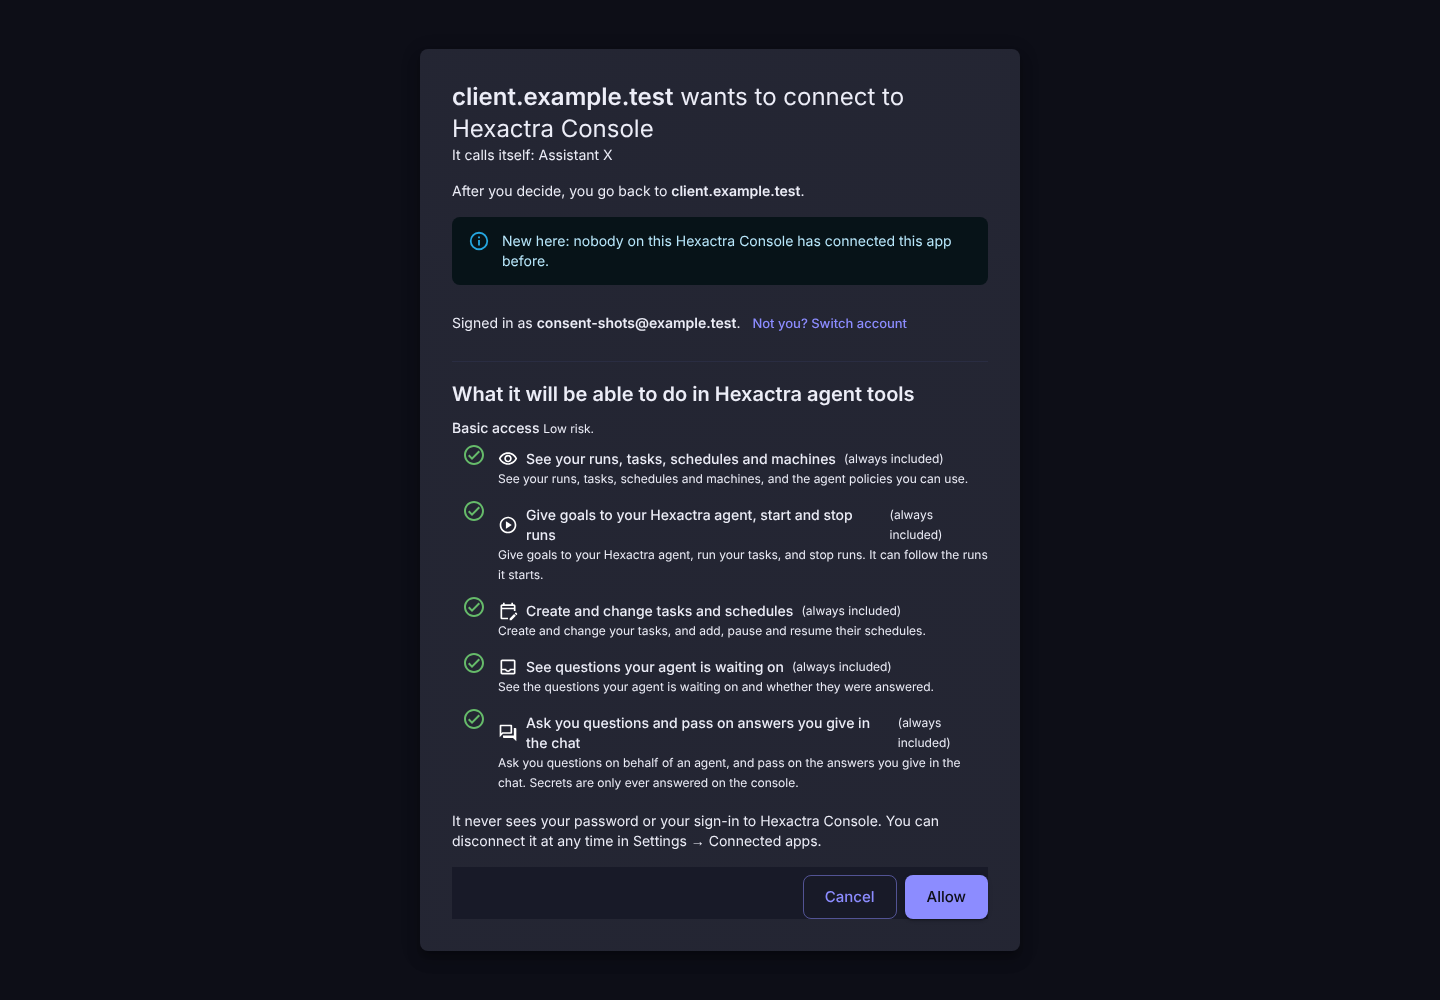 client.example.test wants to connect to
Hexactra Console
It calls itself: Assistant X
After you decide, you go back to client.example.test.
New here: nobody on this Hexactra Console has connected this app
before.
Signed in as consent-shots@example.test. Not you? Switch account
What it will be able to do in Hexactra agent tools
Basic access Low risk.
See your runs, tasks, schedules and machines (always included)
See your runs, tasks, schedules and machines, and the agent policies you can use.
Give goals to your Hexactra agent, start and stop (always
runs included)
Give goals to your Hexactra agent, run your tasks, and stop runs. It can follow the runs
it starts.
Create and change tasks and schedules (always included)
Create and change your tasks, and add, pause and resume their schedules.
See questions your agent is waiting on (always included)
See the questions your agent is waiting on and whether they were answered.
Ask you questions and pass on answers you give in (always
the chat included)
Ask you questions on behalf of an agent, and pass on the answers you give in the
chat. Secrets are only ever answered on the console.
It never sees your password or your sign-in to Hexactra Console. You can
disconnect it at any time in Settings → Connected apps.
Cancel Allow